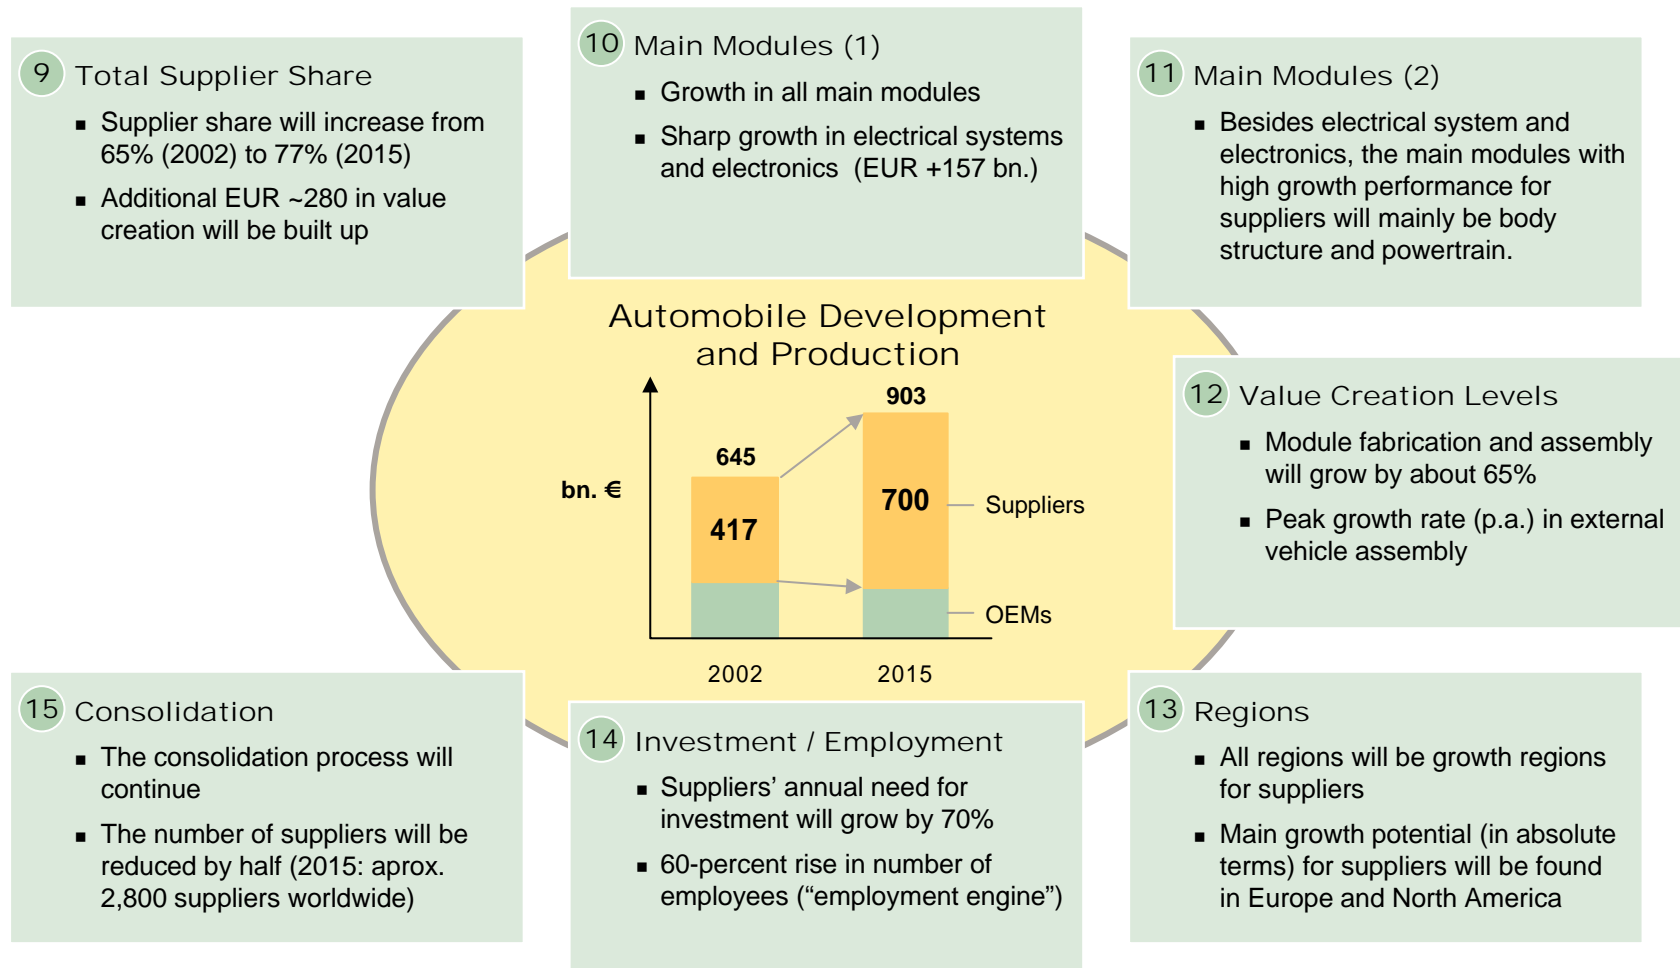 9 Total Supplier Share
■ Supplier share will increase from
65% (2002) to 77% (2015)
■ Additional EUR ~280 in value
creation will be built up
10 Main Modules (1)
■ Growth in all main modules
■ Sharp growth in electrical systems
and electronics (EUR +157 bn.)
11 Main Modules (2)
■ Besides electrical system and
electronics, the main modules with
high growth performance for
suppliers will mainly be body
structure and powertrain.
Automobile Development
and Production
bn. €
645
417
903
700
Suppliers
OEMs
2002
2015
12 Value Creation Levels
■ Module fabrication and assembly
will grow by about 65%
■ Peak growth rate (p.a.) in external
vehicle assembly
15 Consolidation
■ The consolidation process will
continue
■ The number of suppliers will be
reduced by half (2015: aprox.
2,800 suppliers worldwide)
14 Investment / Employment
■ Suppliers’ annual need for
investment will grow by 70%
■ 60-percent rise in number of
employees (“employment engine”)
13 Regions
■ All regions will be growth regions
for suppliers
■ Main growth potential (in absolute
terms) for suppliers will be found
in Europe and North America